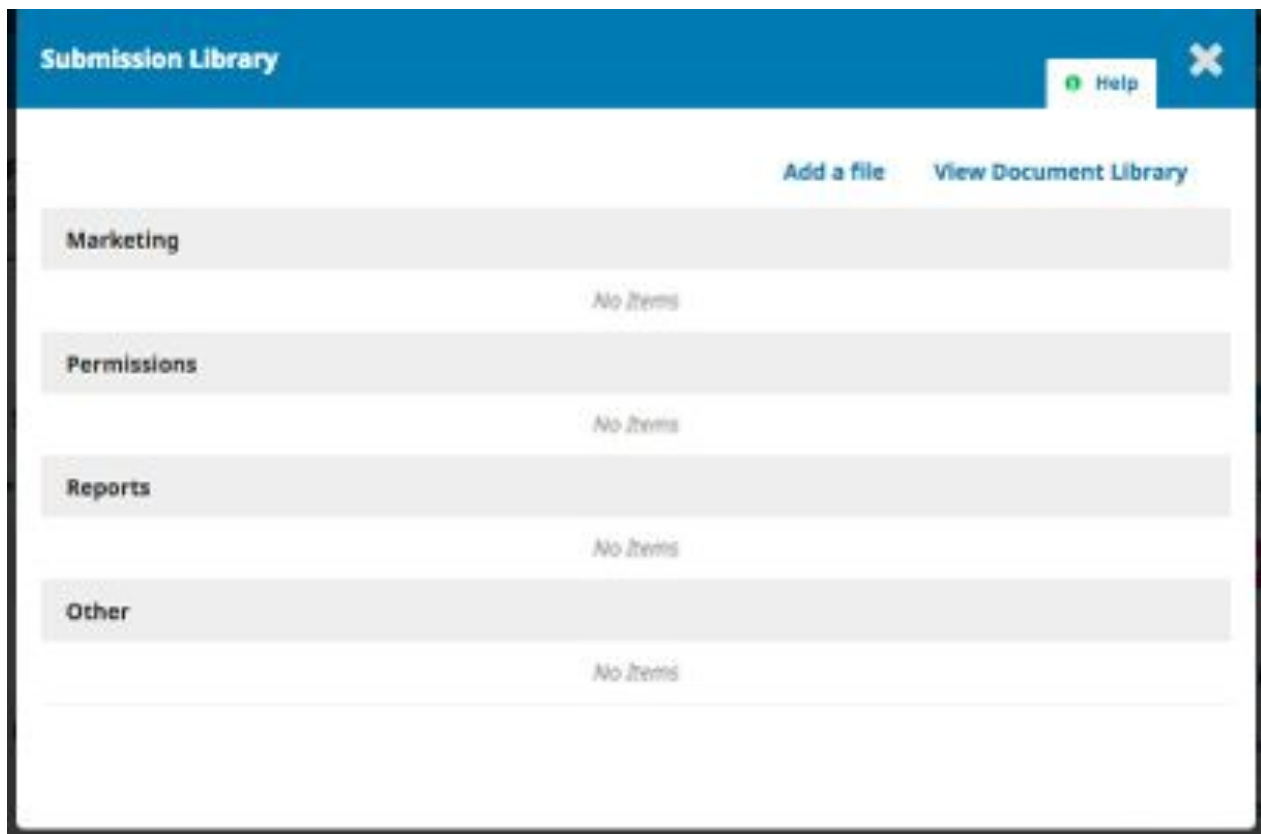 Submission Library
Help
Add a file View Document Library
Marketing
No Items
Permissions
No Items
Reports
No Items
Other
No Items